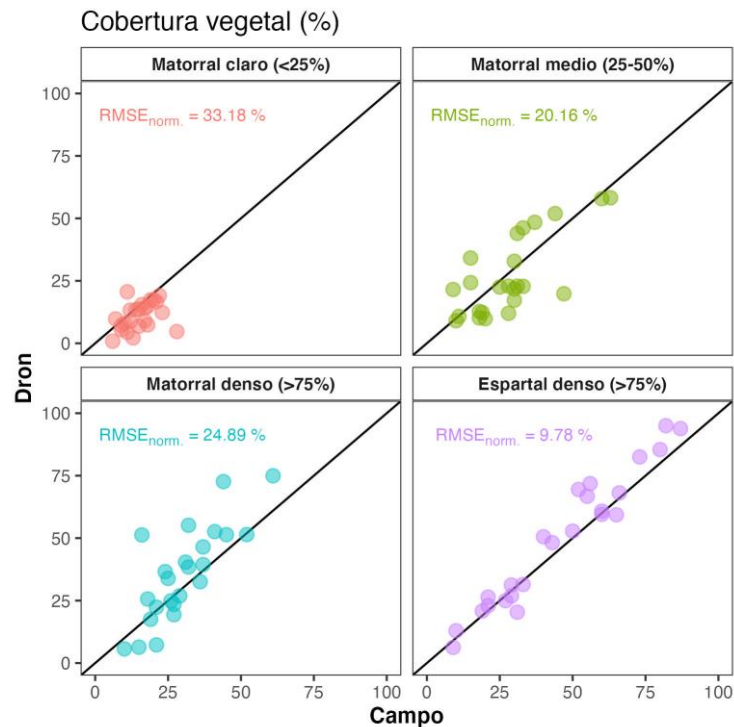 Cobertura vegetal (%)
Matorral claro (<25%)
Matorral medio (25-50%)
RMSEnorm. = 33.18 %
RMSEnorm. = 20.16 %
100
75
50
25
0
Matorral denso (>75%)
Espartal denso (>75%)
RMSEnorm. = 24.89 %
RMSEnorm. = 9.78 %
100
75
50
25
0
Dron
0 25 50 75 100
0 25 50 75 100
Campo